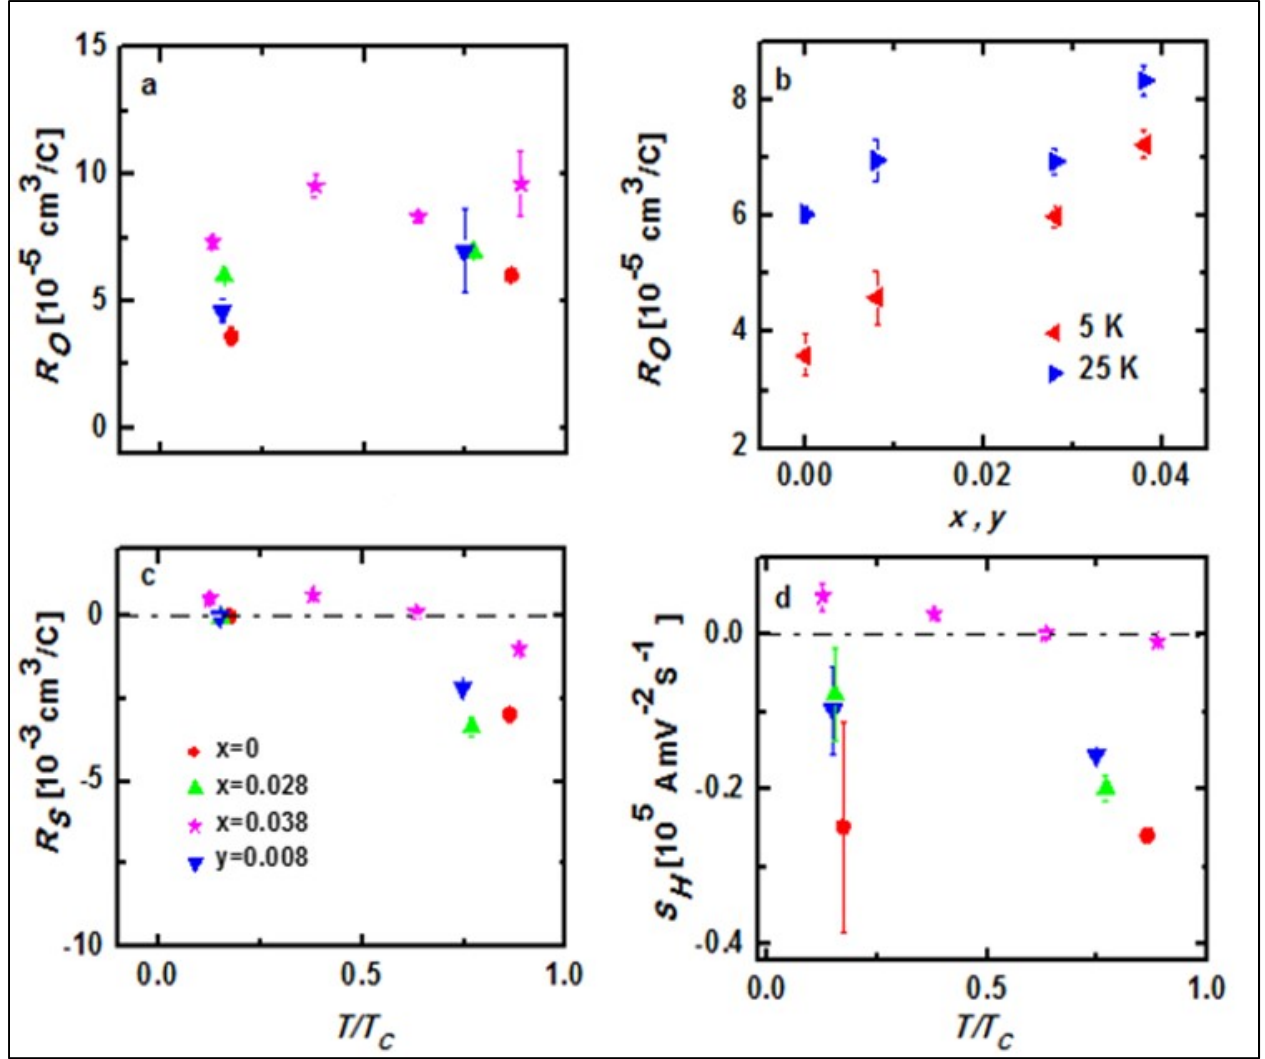 a
15
10
5
0
R_O [10^-5 cm^3/C]
b
8
6
4
2
R_O [10^-5 cm^3/C]
5 K
25 K
0.00 0.02 0.04
x , y
c
0
-5
-10
R_S [10^-3 cm^3/C]
x=0
x=0.028
x=0.038
y=0.008
0.0 0.5 1.0
T/T_C
d
0.0
-0.2
-0.4
S_H [10^5 AmV^-2S^-1 ]
0.0 0.5 1.0
T/T_C